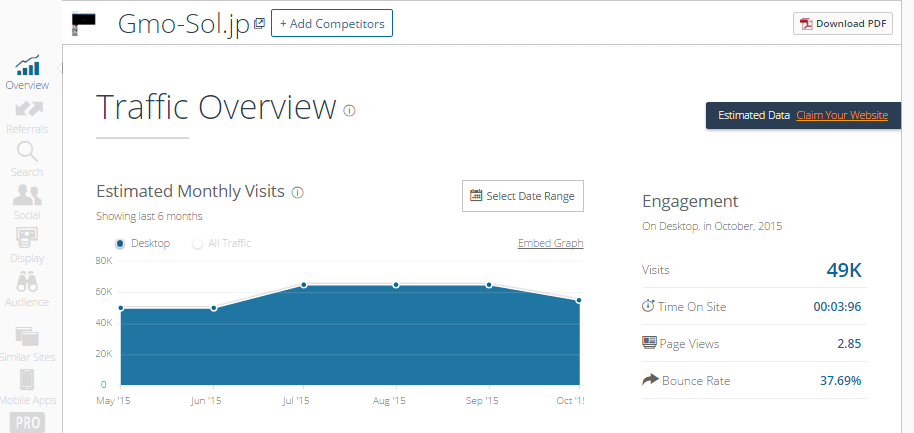 Gmo-Sol.jp + Add Competitors Download PDF
Overview
Referrals
Search
Social
Display
Audience
Similar Sites
Mobile Apps
PRO
Traffic Overview
Estimated Data Claim Your Website
Estimated Monthly Visits
Showing last 6 months
Select Date Range
Desktop All Traffic Embed Graph
80K
60K
40K
20K
0
May '15 Jun '15 Jul '15 Aug '15 Sep '15 Oct '1
Engagement
On Desktop, in October, 2015
Visits 49K
Time On Site 00:03:96
Page Views 2.85
Bounce Rate 37.69%